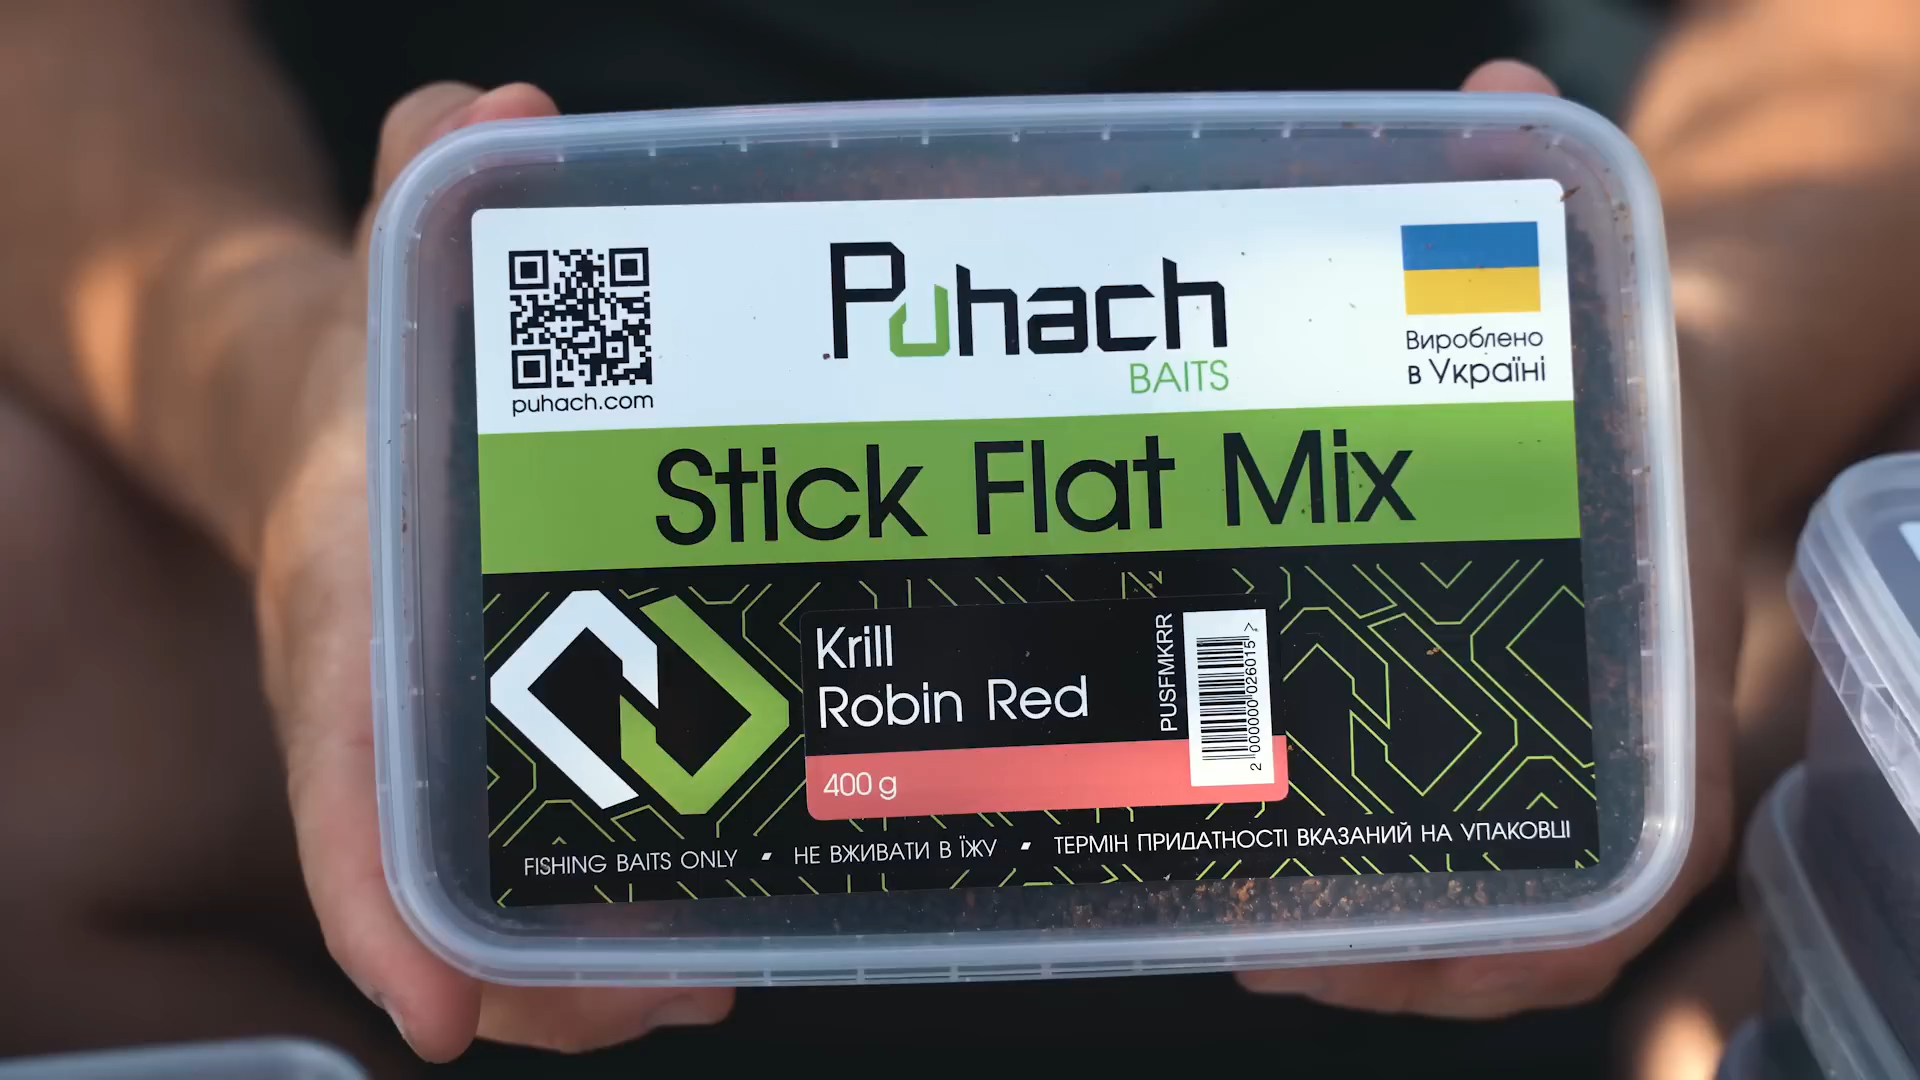 puhach.com
Puhach
BAITS
Вироблено
в Україні
Stick Flat Mix
Krill
Robin Red
400 g
PUSFMKRR
2 000000 026015 >
FISHING BAITS ONLY ▪ НЕ ВЖИВАТИ В ЇЖУ ▪ ТЕРМІН ПРИДАТНОСТІ ВКАЗАНИЙ НА УПАКОВЦІ